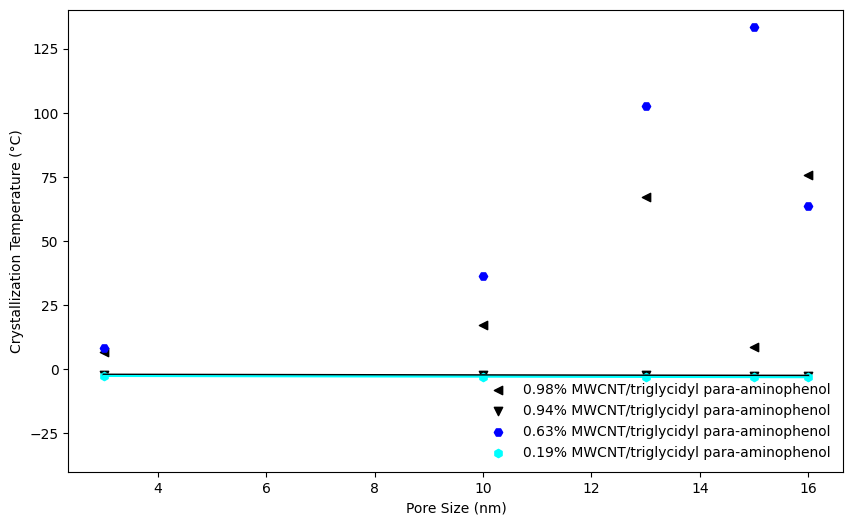 125
100
75
50
25
0
−25
Crystallization Temperature (°C)
0.98% MWCNT/triglycidyl para-aminophenol
0.94% MWCNT/triglycidyl para-aminophenol
0.63% MWCNT/triglycidyl para-aminophenol
0.19% MWCNT/triglycidyl para-aminophenol
4 6 8 10 12 14 16
Pore Size (nm)